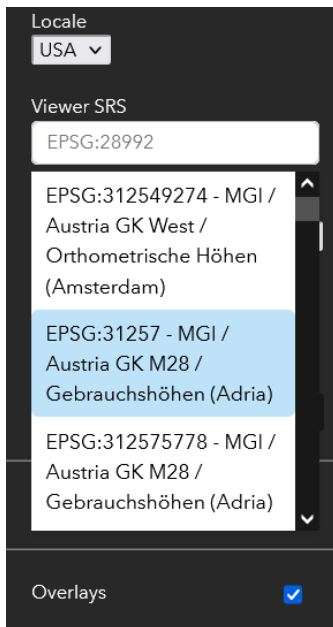 Locale
USA
Viewer SRS
EPSG:28992
EPSG:312549274 - MGI /
Austria GK West /
Orthometrische Höhen
(Amsterdam)
EPSG:31257 - MGI /
Austria GK M28 /
Gebrauchshöhen (Adria)
EPSG:312575778 - MGI /
Austria GK M28 /
Gebrauchshöhen (Adria)
Overlays